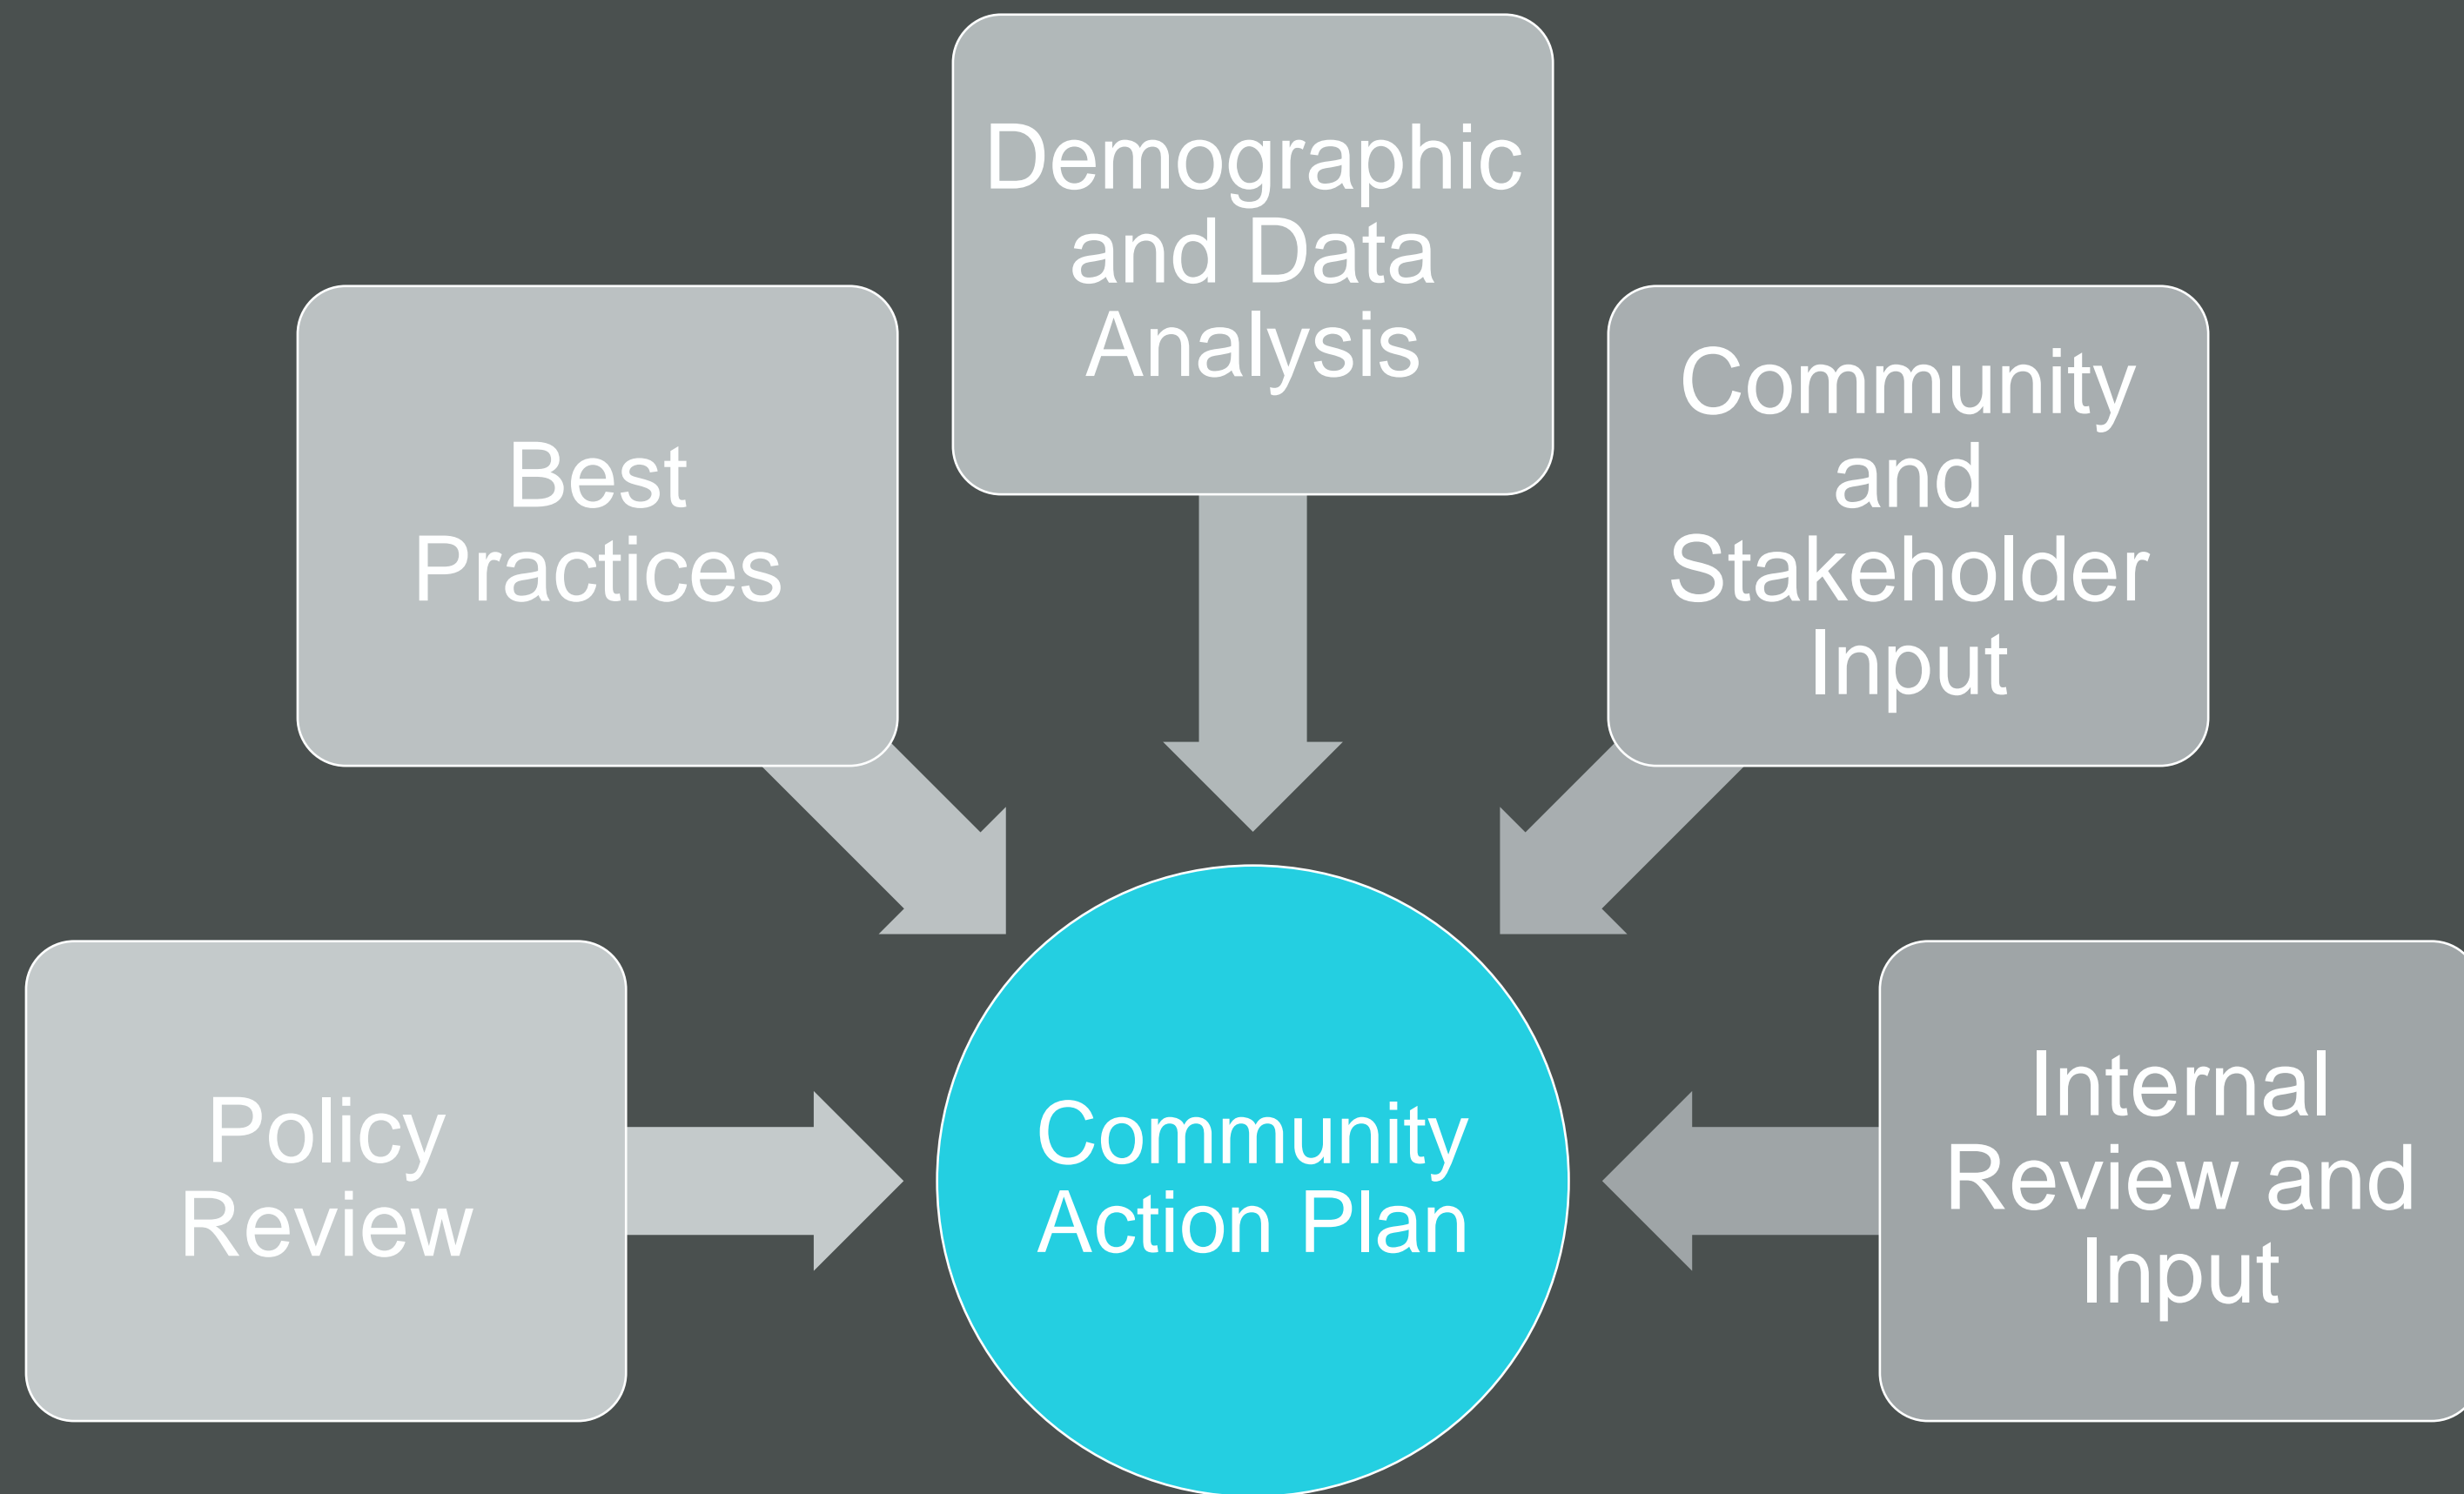 Demographic
and Data
Analysis
Best
Practices
Community
and
Stakeholder
Input
Policy
Review
Community
Action Plan
Internal
Review and
Input